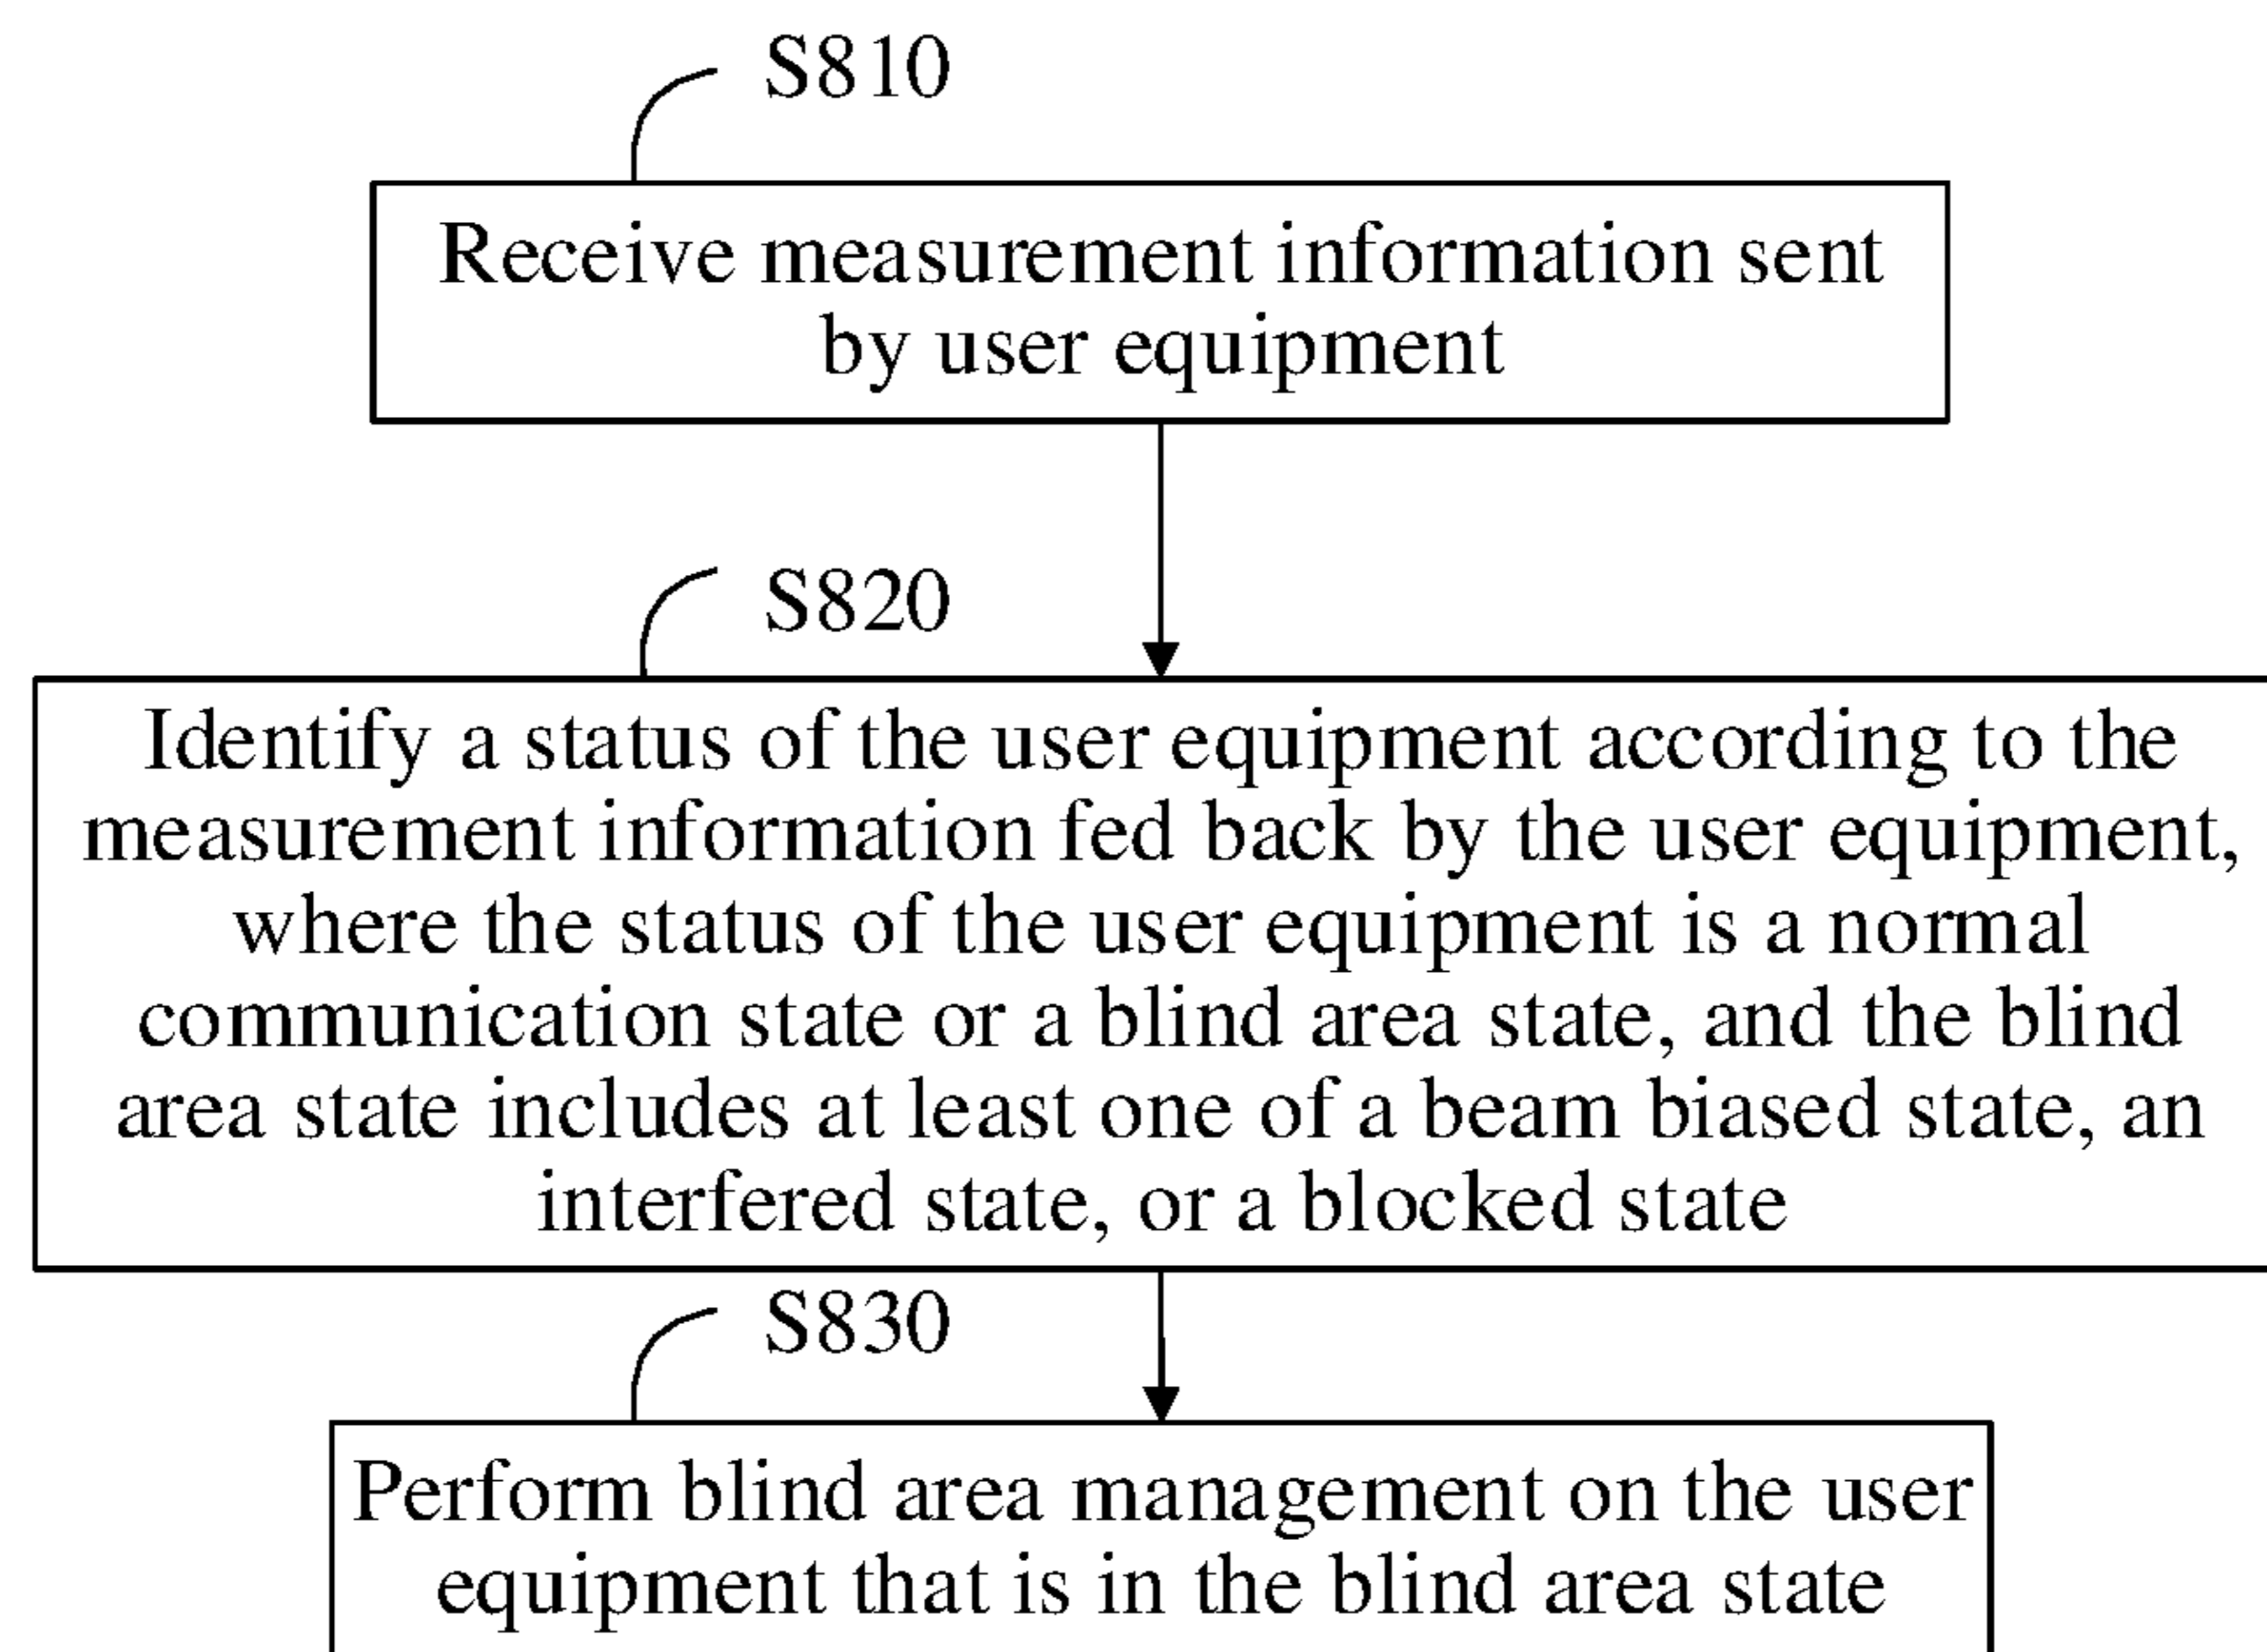 S810
Receive measurement information sent
by user equipment
S820
Identify a status of the user equipment according to the
measurement information fed back by the user equipment,
where the status of the user equipment is a normal
communication state or a blind area state, and the blind
area state includes at least one of a beam biased state, an
interfered state, or a blocked state
S830
Perform blind area management on the user
equipment that is in the blind area state